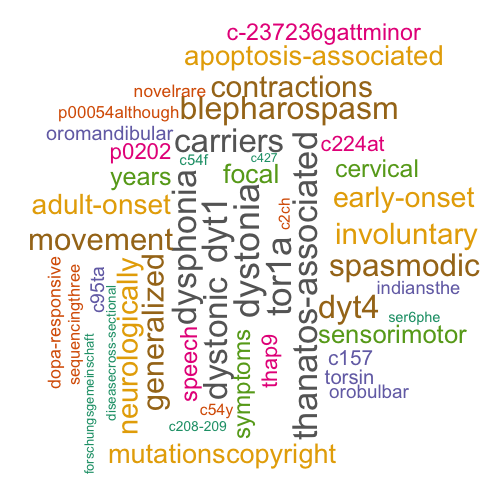 c-237236gattminor
apoptosis-associated
novelrare
contractions
p00054although
blepharospasm
oromandibular
carriers
c224at
p0202
c54f
c427
years
focal
cervical
adult-onset
early-onset
movement
involuntary
spasmodic
indiansthe
dyt4
ser6phe
sensorimotor
c157
torsin
orobulbar
dopa-responsive
sequencingthree
forschungsgemeinschaft
c95ta
diseasecross-sectional
neurologically
generalized
dysphonia
speech
dystonic
dyt1
dystonia
symptoms
thap9
tor1a
c2ch
thanatos-associated
c54y
c208-209
mutationscopyright